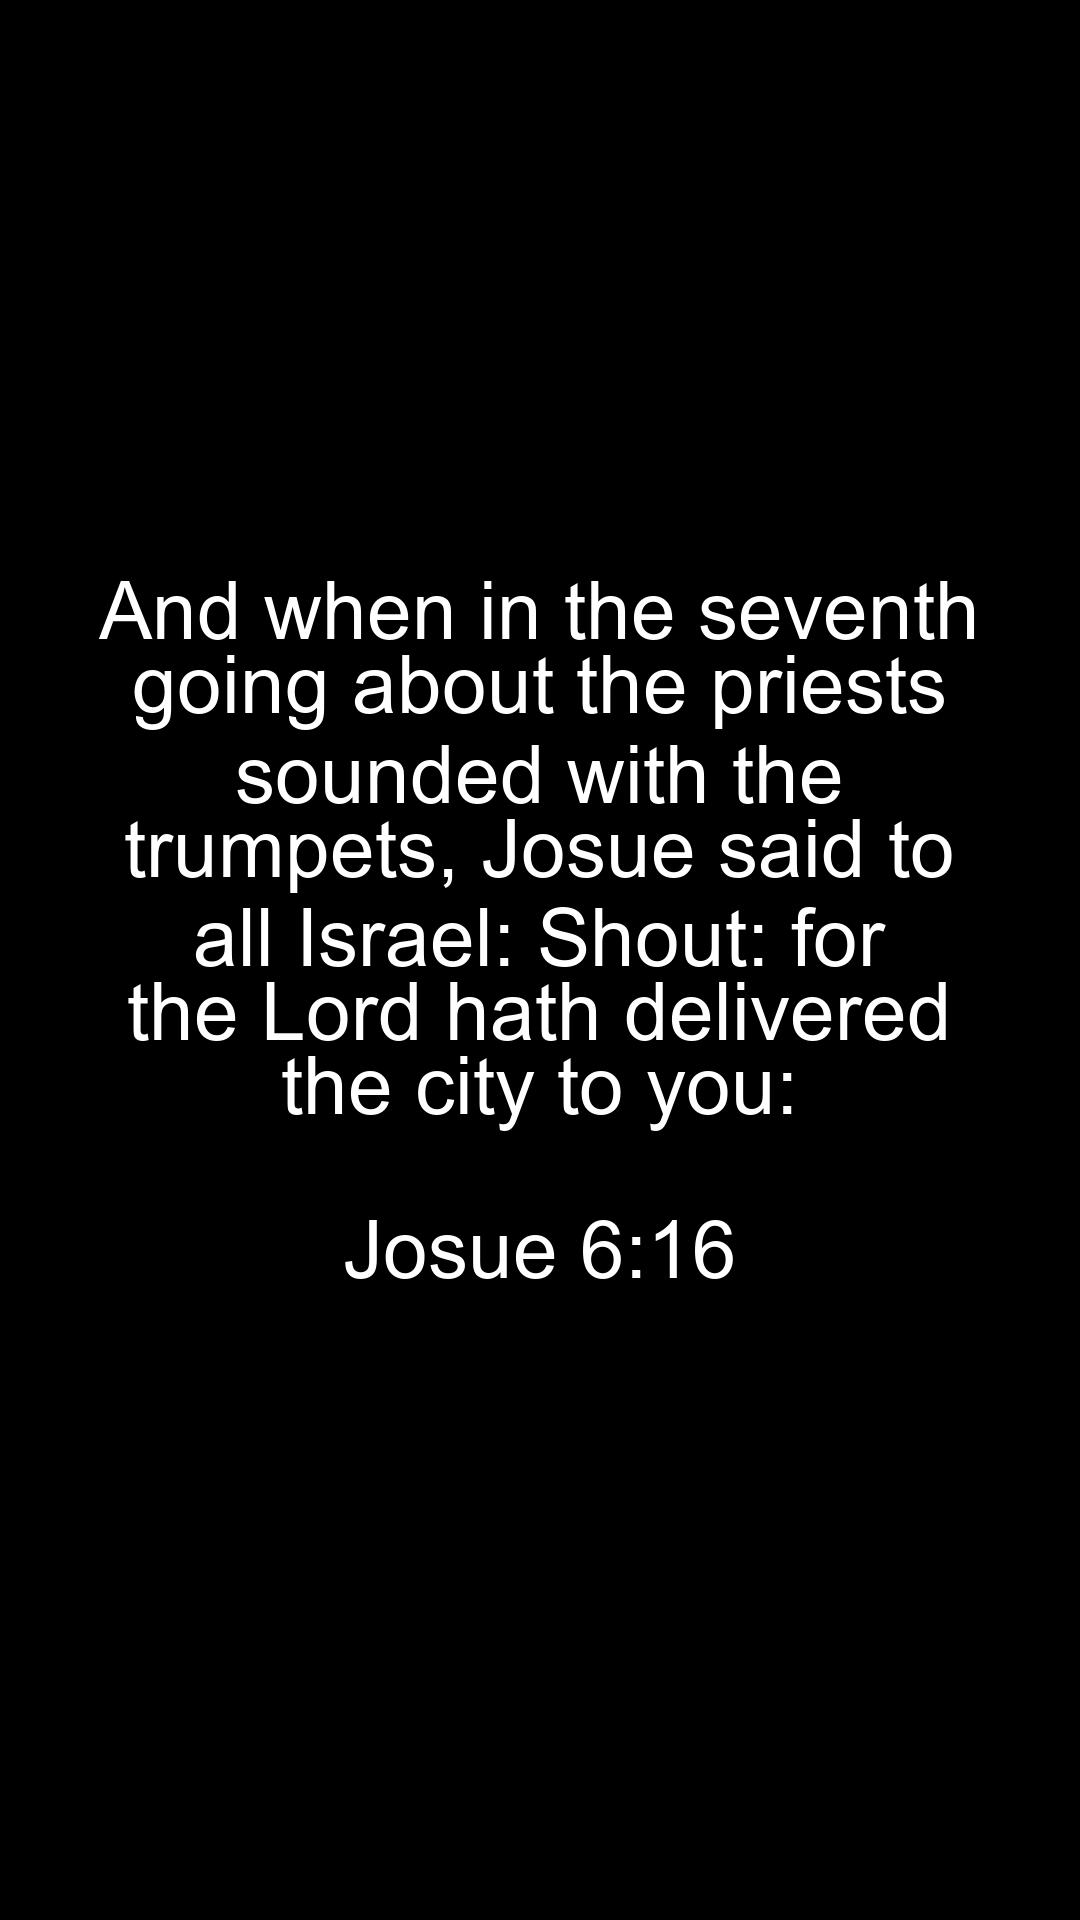 And when in the seventh
going about the priests
sounded with the
trumpets, Josue said to
all Israel: Shout: for
the Lord hath delivered
the city to you:
Josue 6:16